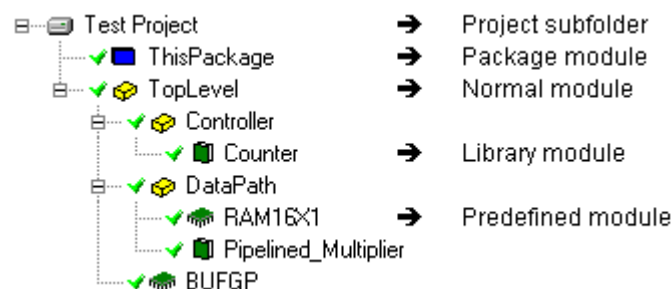 Test Project ➔ Project subfolder
ThisPackage ➔ Package module
TopLevel ➔ Normal module
Controller
Counter ➔ Library module
DataPath
RAM16X1 ➔ Predefined module
Pipelined_Multiplier
BUFGP